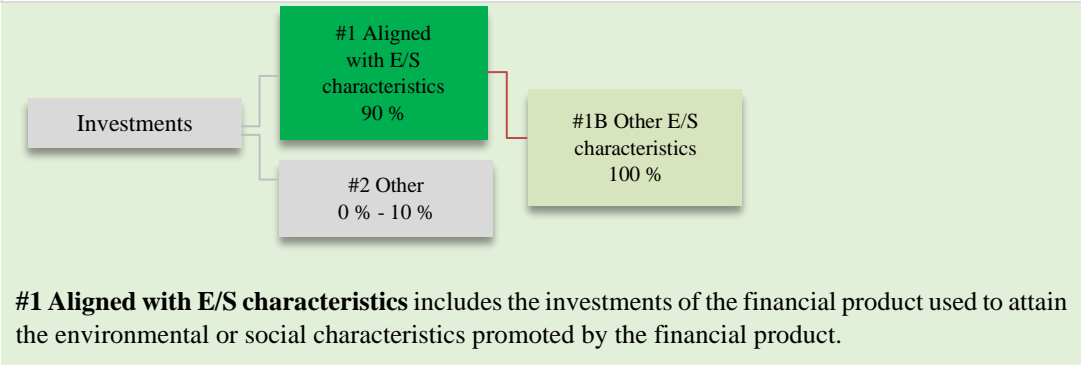 #1 Aligned
with E/S
characteristics
90 %
Investments
#1B Other E/S
characteristics
100 %
#2 Other
0 % - 10 %
#1 Aligned with E/S characteristics includes the investments of the financial product used to attain
the environmental or social characteristics promoted by the financial product.